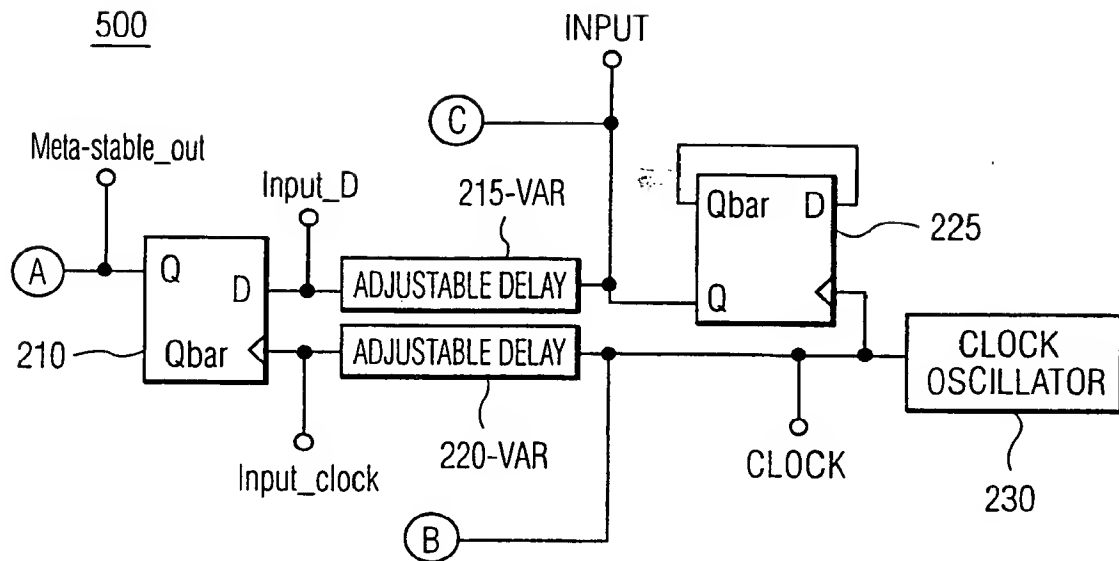 500
INPUT
C
Meta-stable_out
Input_D
215-VAR
Qbar D
225
A
Q
D
ADJUSTABLE DELAY
Q
210
Qbar
ADJUSTABLE DELAY
CLOCK
OSCILLATOR
Input_clock
220-VAR
CLOCK
230
B